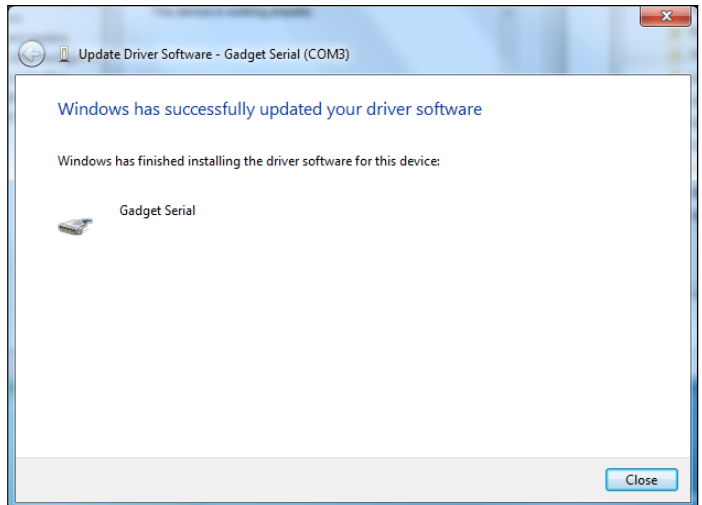 Update Driver Software - Gadget Serial (COM3)
Windows has successfully updated your driver software
Windows has finished installing the driver software for this device:
Gadget Serial
Close